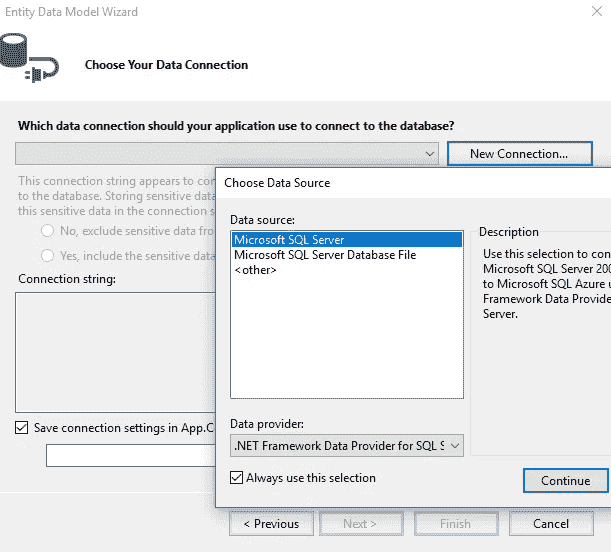 Entity Data Model Wizard
Choose Your Data Connection
Which data connection should your application use to connect to the database?
New Connection...
This connection string appears to con
to the database. Storing sensitive data
this sensitive data in the connection s
No, exclude sensitive data fro
Yes, include the sensitive data
Connection string:
Save connection settings in App.C
Choose Data Source
Data source:
Microsoft SQL Server
Microsoft SQL Server Database File
<other>
Description
Use this selection to con
Microsoft SQL Server 200
to Microsoft SQL Azure u
Framework Data Provide
Server.
Data provider:
.NET Framework Data Provider for SQL S
Always use this selection
Continue
< Previous
Next >
Finish
Cancel